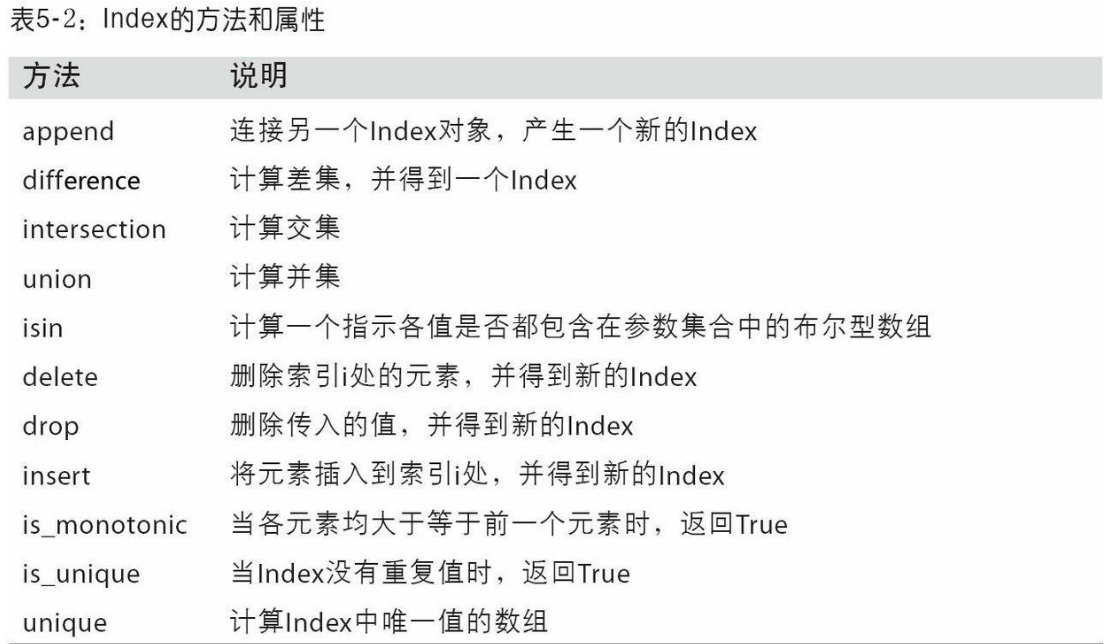 表5-2：Index的方法和属性
方法 说明
append 连接另一个Index对象，产生一个新的Index
difference 计算差集，并得到一个Index
intersection 计算交集
union 计算并集
isin 计算一个指示各值是否都包含在参数集合中的布尔型数组
delete 删除索引i处的元素，并得到新的Index
drop 删除传入的值，并得到新的Index
insert 将元素插入到索引i处，并得到新的Index
is_monotonic 当各元素均大于等于前一个元素时，返回True
is_unique 当Index没有重复值时，返回True
unique 计算Index中唯一值的数组